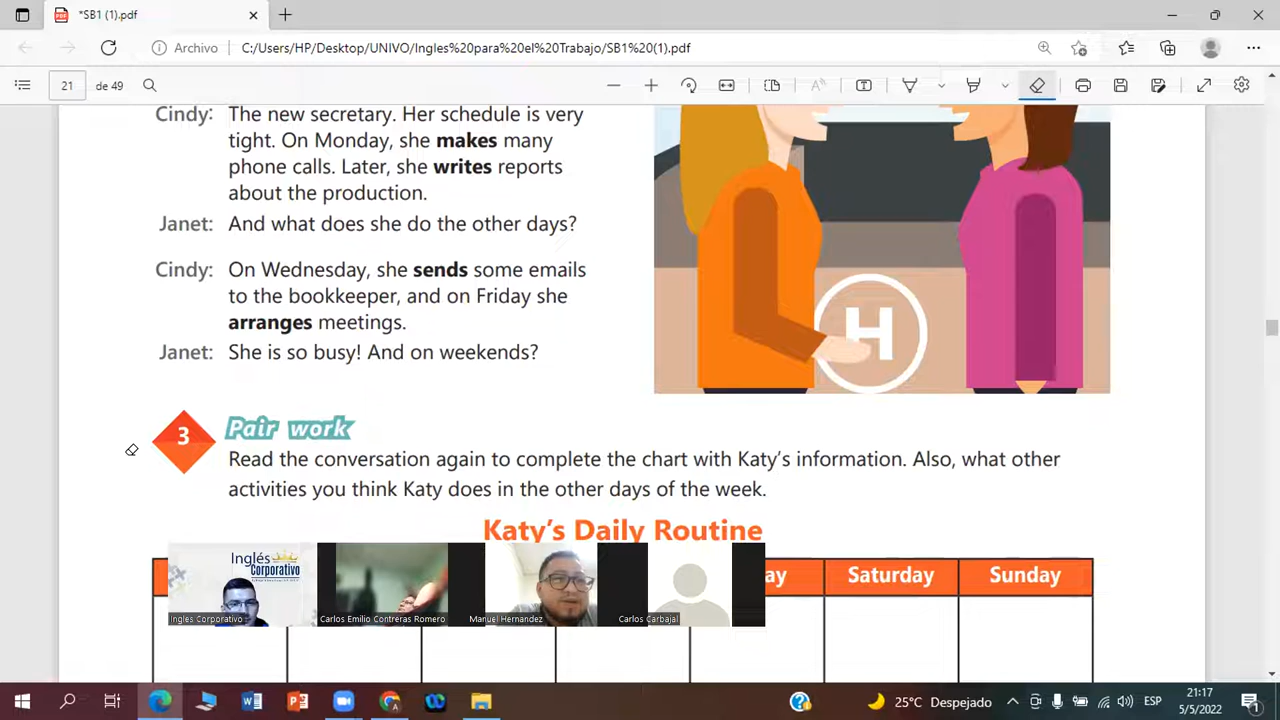 *SB1 (1).pdf
Archivo
C:/Users/HP/Desktop/UNIVO/Ingles%20para%20el%20Trabajo/SB1%20(1).pdf
21
de 49
Cindy: The new secretary. Her schedule is very
tight. On Monday, she makes many
phone calls. Later, she writes reports
about the production.
Janet: And what does she do the other days?
Cindy: On Wednesday, she sends some emails
to the bookkeeper, and on Friday she
arranges meetings.
Janet: She is so busy! And on weekends?
H
3
Pair work
Read the conversation again to complete the chart with Katy's information. Also, what other
activities you think Katy does in the other days of the week.
Katy's Daily Routine
ay Saturday Sunday
Inglés
Corporativo
Ingles Corporativo
Carlos Emilio Contreras Romero
Manuel Hernandez
Carlos Carbajal
25°C Despejado
ESP
21:17
5/5/2022
1